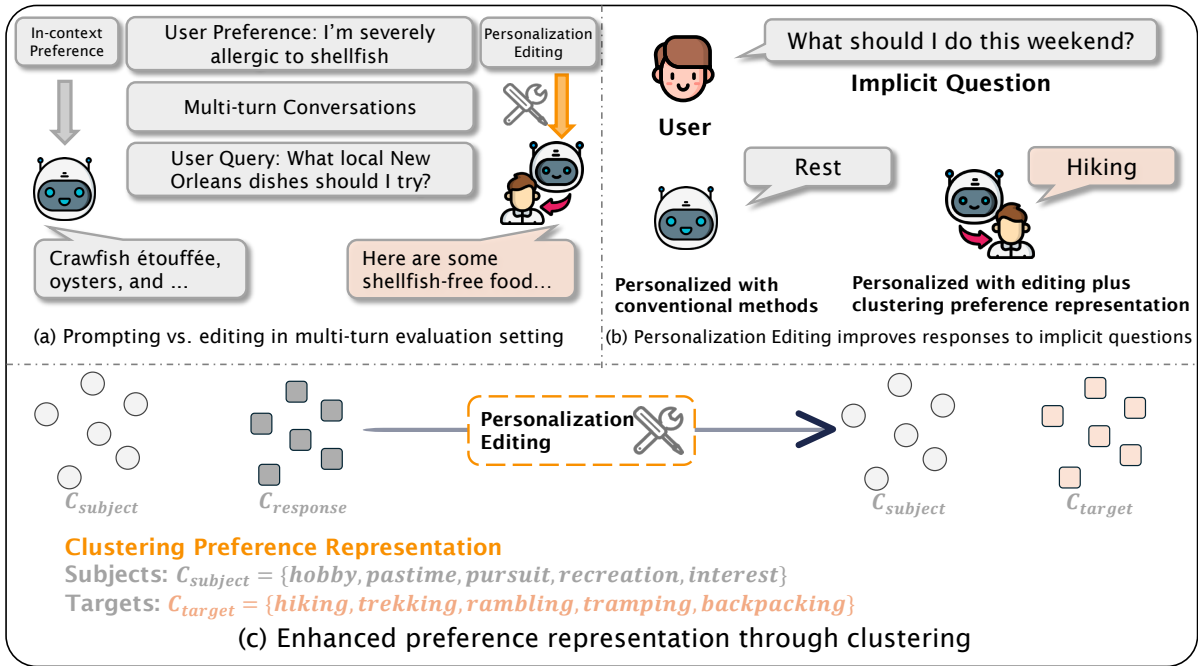 In-context
Preference
User Preference: I'm severely
allergic to shellfish
Personalization
Editing
Multi-turn Conversations
User Query: What local New
Orleans dishes should I try?
Crawfish étouffée,
oysters, and ...
Here are some
shellfish-free food...
(a) Prompting vs. editing in multi-turn evaluation setting
What should I do this weekend?
Implicit Question
User
Rest
Hiking
Personalized with
conventional methods
Personalized with editing plus
clustering preference representation
(b) Personalization Editing improves responses to implicit questions
Personalization
Editing
C_subject
C_response
C_subject
C_target
Clustering Preference Representation
Subjects: C_subject = {hobby, pastime, pursuit, recreation, interest}
Targets: C_target = {hiking, trekking, rambling, tramping, backpacking}
(c) Enhanced preference representation through clustering